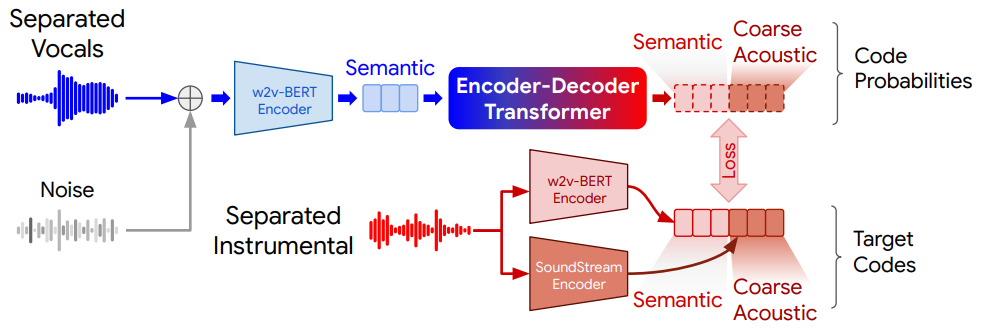 Separated
Vocals
w2v-BERT
Encoder
Semantic
Encoder-Decoder
Transformer
Semantic
Coarse
Acoustic
Code
Probabilities
Noise
Separated
Instrumental
w2v-BERT
Encoder
SoundStream
Encoder
Loss
Semantic
Coarse
Acoustic
Target
Codes